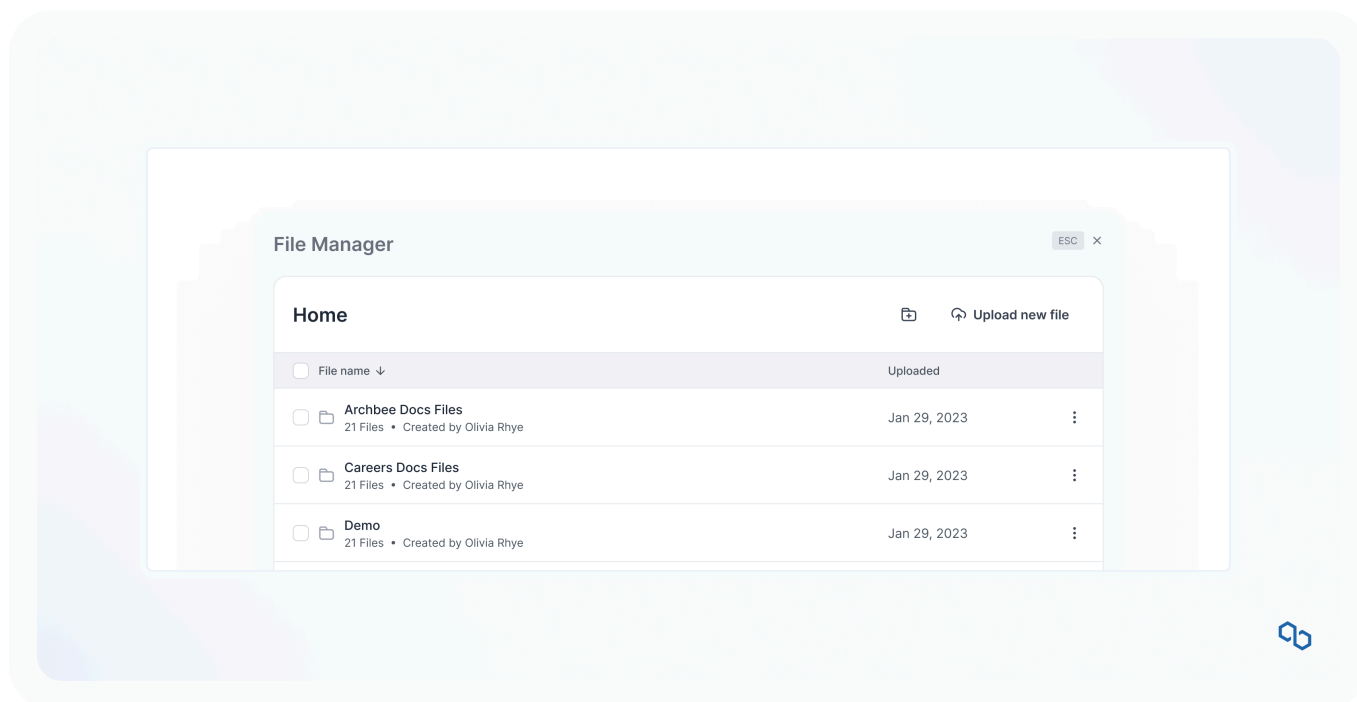 File Manager
ESC
Home
Upload new file
File name
Uploaded
Archbee Docs Files
21 Files • Created by Olivia Rhye
Jan 29, 2023
Careers Docs Files
21 Files • Created by Olivia Rhye
Jan 29, 2023
Demo
21 Files • Created by Olivia Rhye
Jan 29, 2023